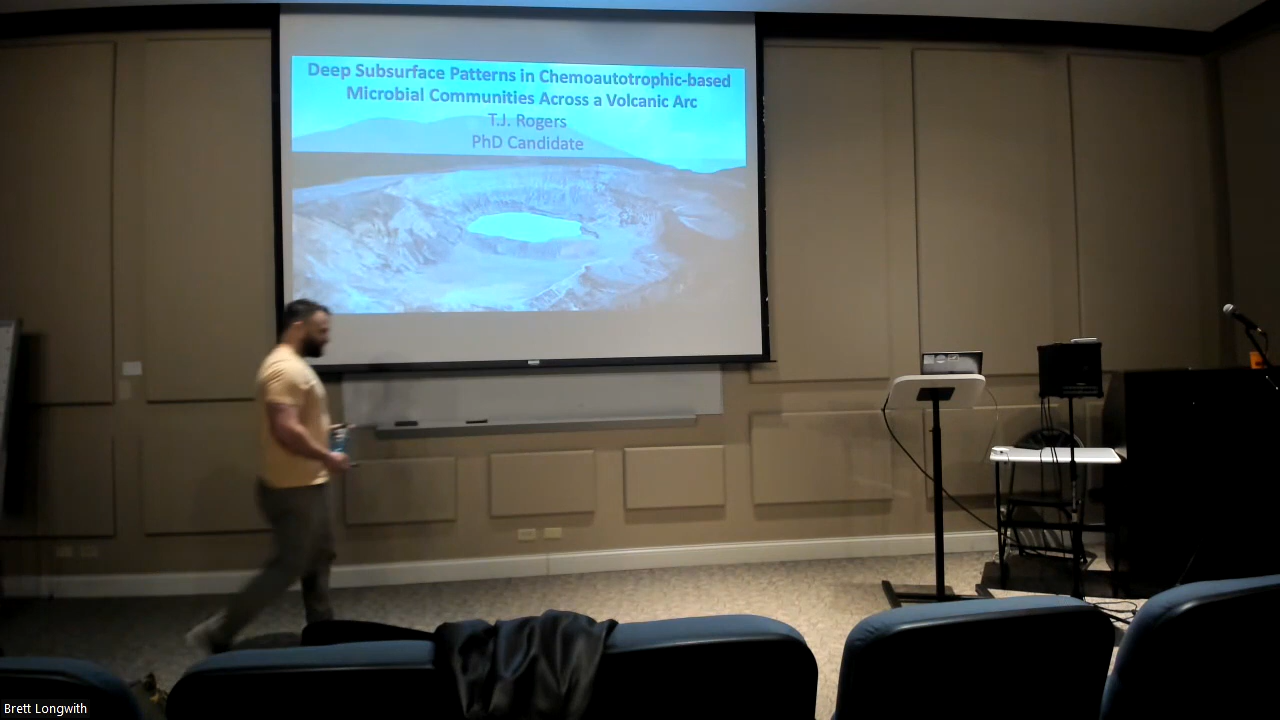 Deep Subsurface Patterns in Chemoautotrophic-based
Microbial Communities Across a Volcanic Arc
T.J. Rogers
PhD Candidate
Brett Longwith